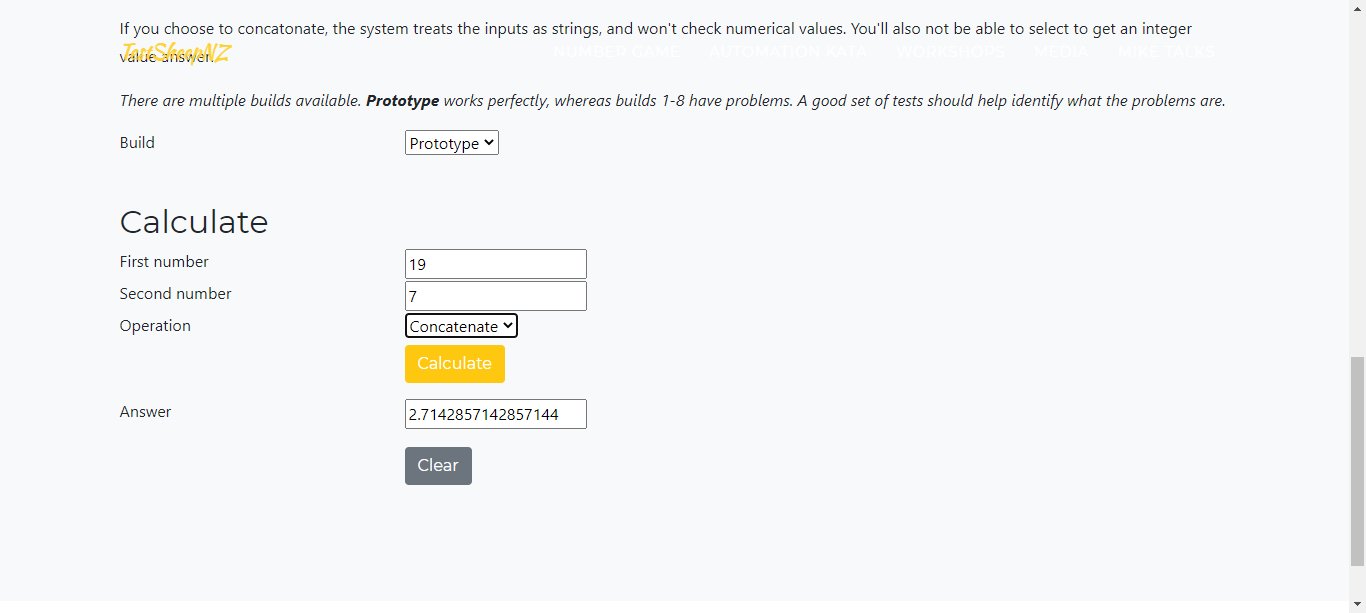 If you choose to concatonate, the system treats the inputs as strings, and won't check numerical values. You'll also not be able to select to get an integer
TestSheepNZ NUMBER GAME AUTOMATION KATA WORKSHOPS MEDIA MIKE TALKS
value answer.
There are multiple builds available. Prototype works perfectly, whereas builds 1-8 have problems. A good set of tests should help identify what the problems are.
Build Prototype
Calculate
First number 19
Second number 7
Operation Concatenate
Calculate
Answer 2.7142857142857144
Clear